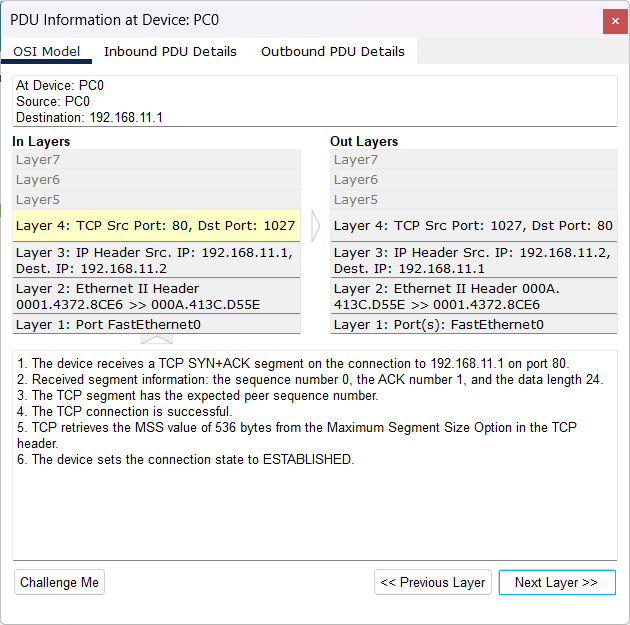 PDU Information at Device: PC0
OSI Model Inbound PDU Details Outbound PDU Details
At Device: PC0
Source: PC0
Destination: 192.168.11.1
In Layers
Layer7
Layer6
Layer5
Layer 4: TCP Src Port: 80, Dst Port: 1027
Layer 3: IP Header Src. IP: 192.168.11.1,
Dest. IP: 192.168.11.2
Layer 2: Ethernet II Header
0001.4372.8CE6 >> 000A.413C.D55E
Layer 1: Port FastEthernet0
Out Layers
Layer7
Layer6
Layer5
Layer 4: TCP Src Port: 1027, Dst Port: 80
Layer 3: IP Header Src. IP: 192.168.11.2,
Dest. IP: 192.168.11.1
Layer 2: Ethernet II Header 000A.
413C.D55E >> 0001.4372.8CE6
Layer 1: Port(s): FastEthernet0
1. The device receives a TCP SYN+ACK segment on the connection to 192.168.11.1 on port 80.
2. Received segment information: the sequence number 0, the ACK number 1, and the data length 24.
3. The TCP segment has the expected peer sequence number.
4. The TCP connection is successful.
5. TCP retrieves the MSS value of 536 bytes from the Maximum Segment Size Option in the TCP
header.
6. The device sets the connection state to ESTABLISHED.
Challenge Me << Previous Layer Next Layer >>